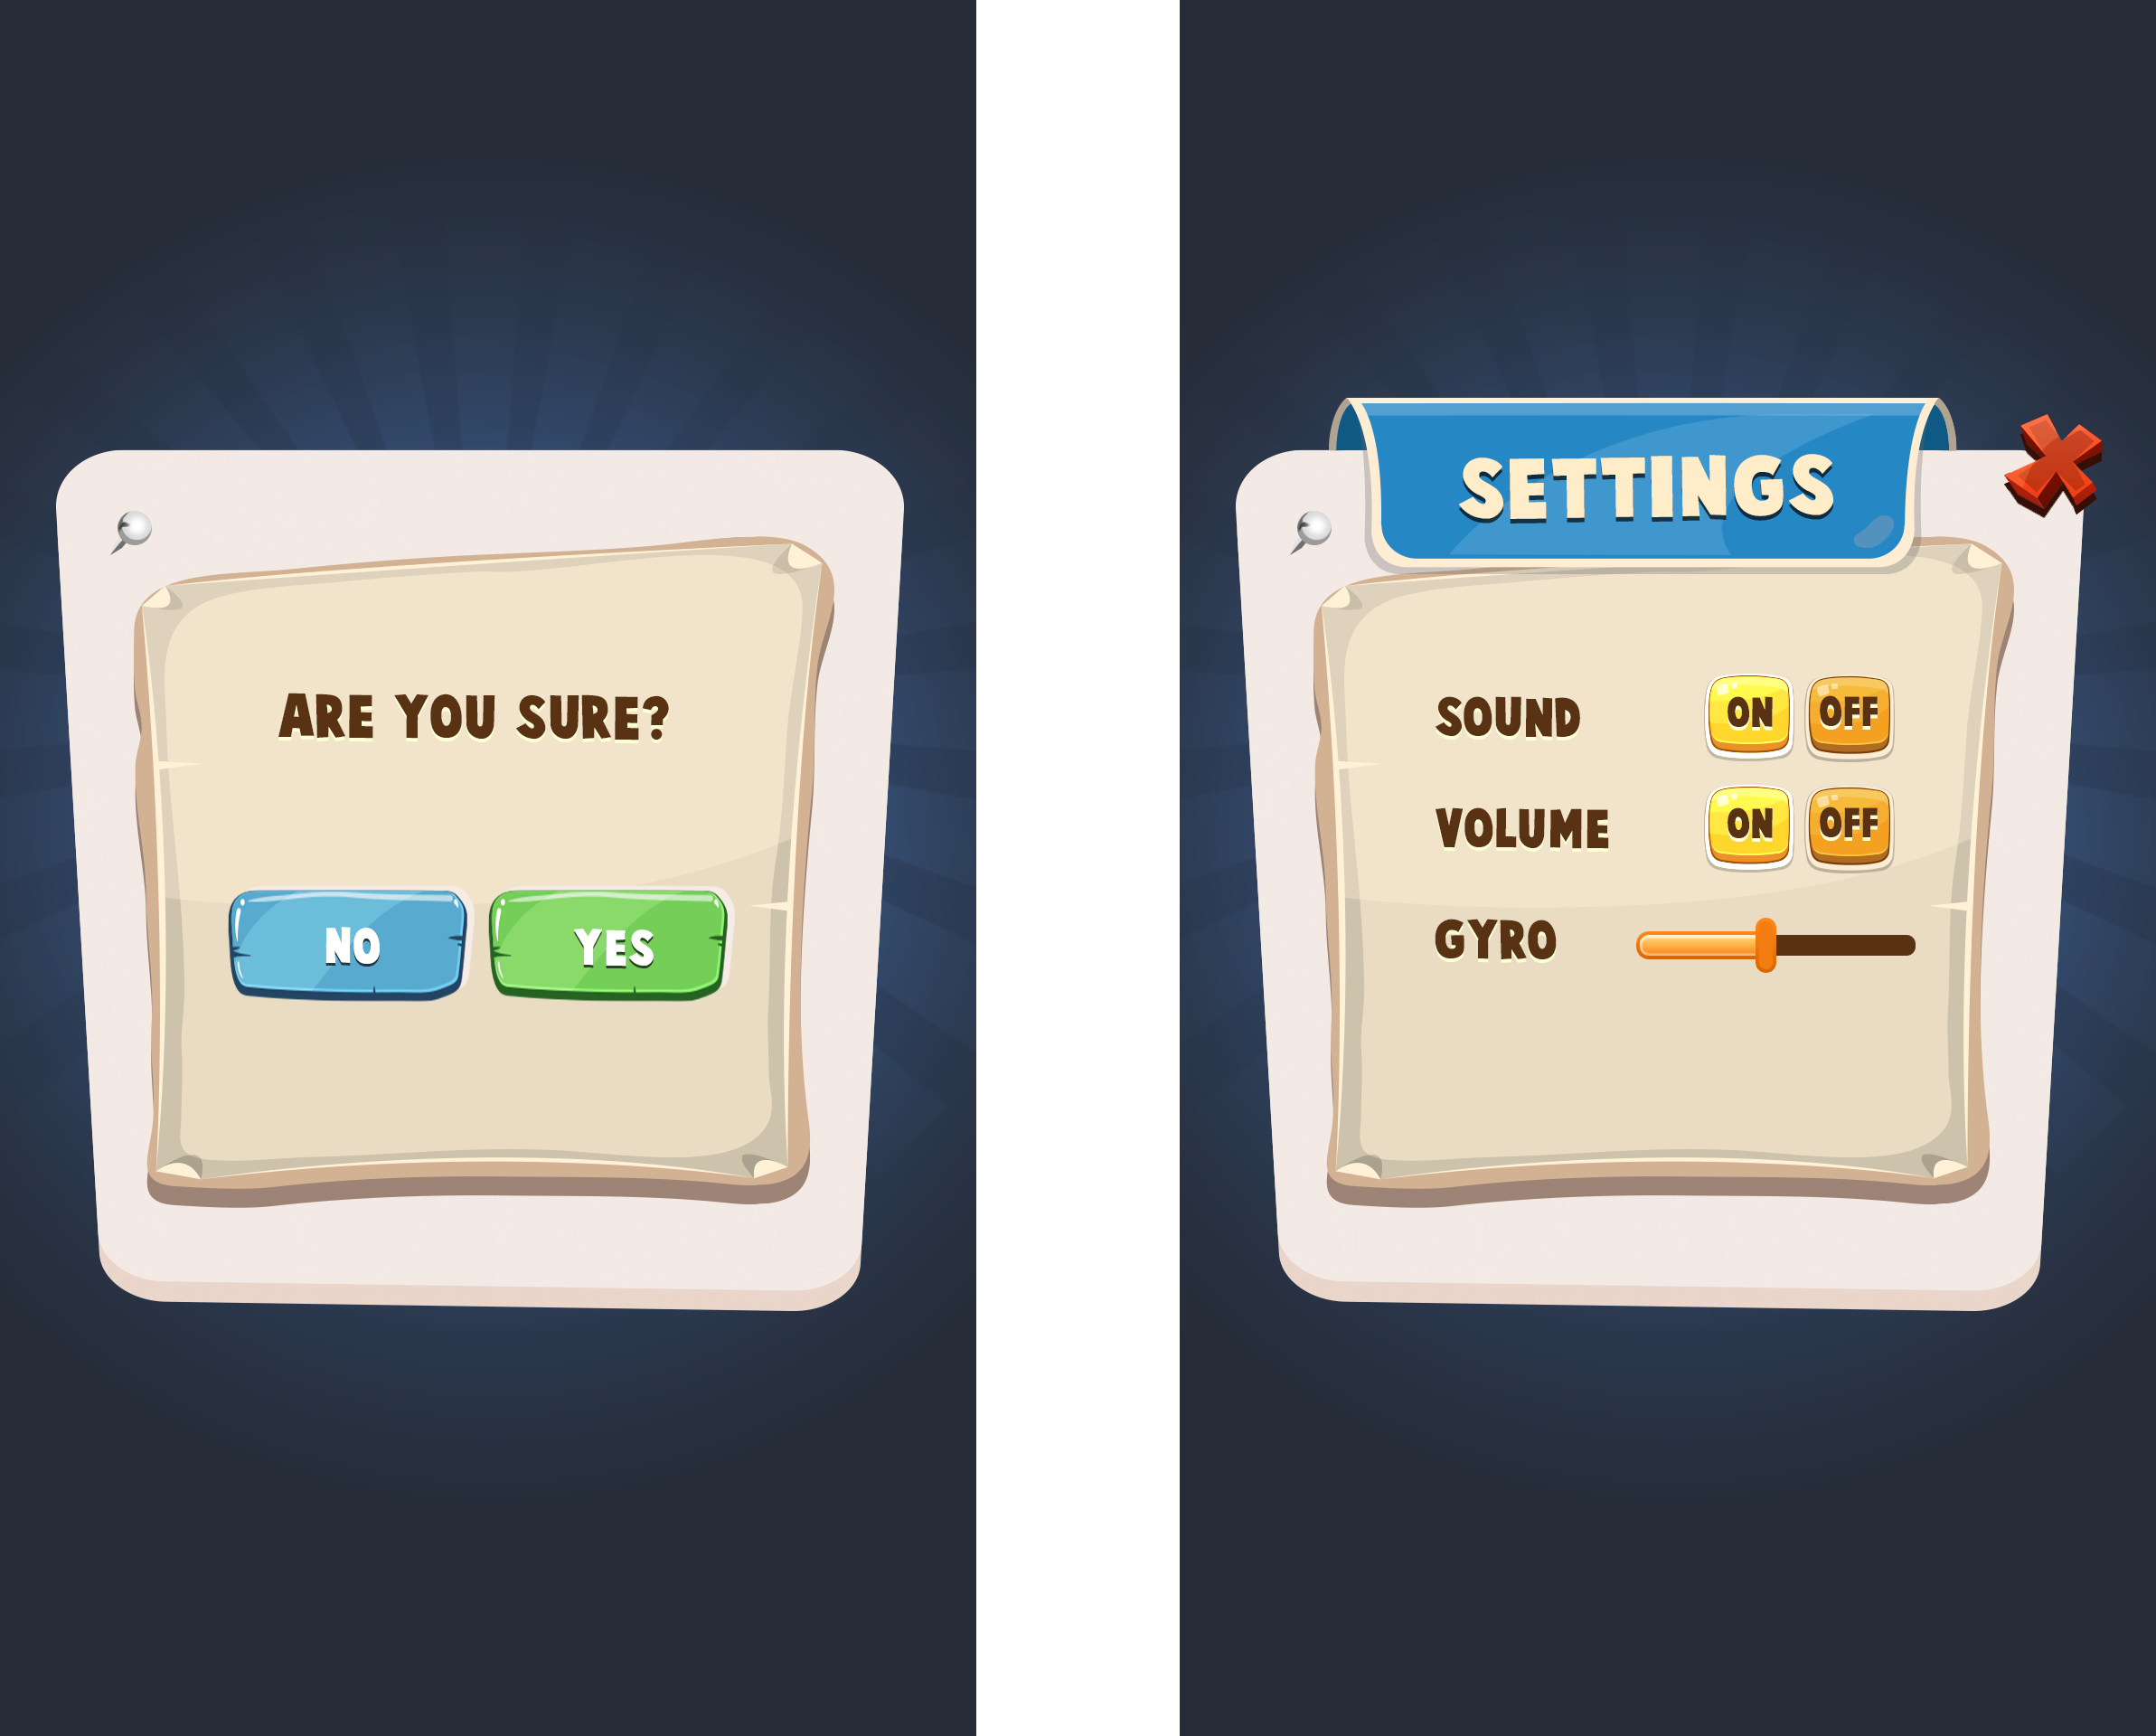 ARE YOU SURE?
NO YES
SETTINGS
SOUND ON OFF
VOLUME ON OFF
GYRO